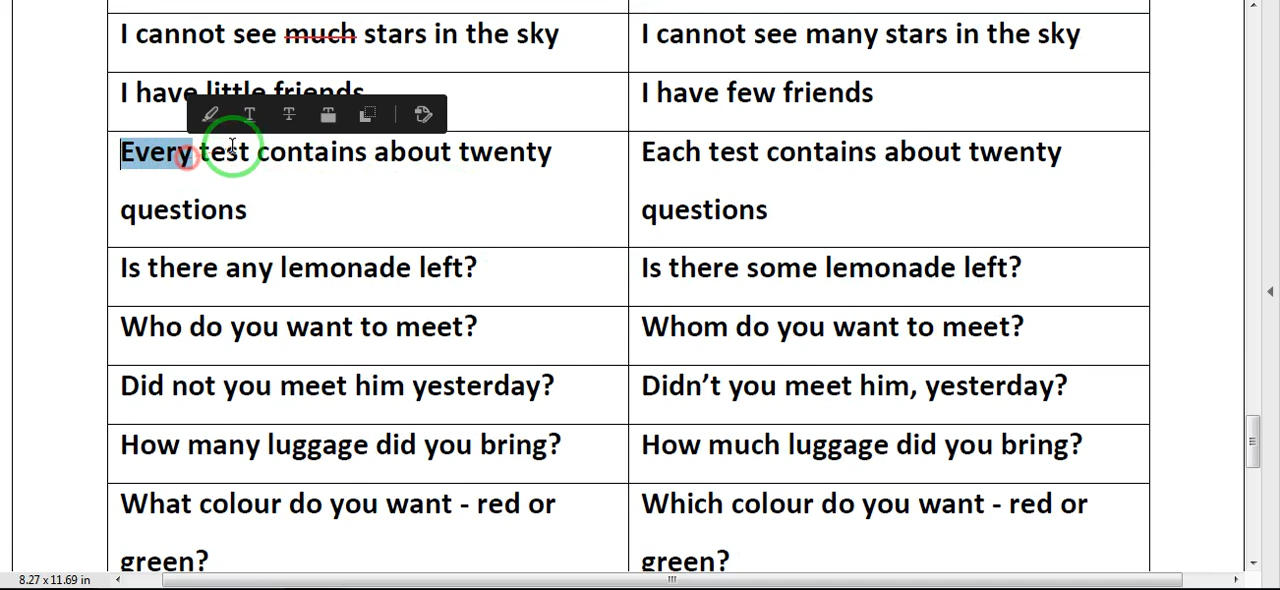 I cannot see much stars in the sky
I cannot see many stars in the sky
I have little friends
I have few friends
Every test contains about twenty
questions
Each test contains about twenty
questions
Is there any lemonade left?
Is there some lemonade left?
Who do you want to meet?
Whom do you want to meet?
Did not you meet him yesterday?
Didn’t you meet him, yesterday?
How many luggage did you bring?
How much luggage did you bring?
What colour do you want - red or
green?
Which colour do you want - red or
green?
8.27 x 11.69 in